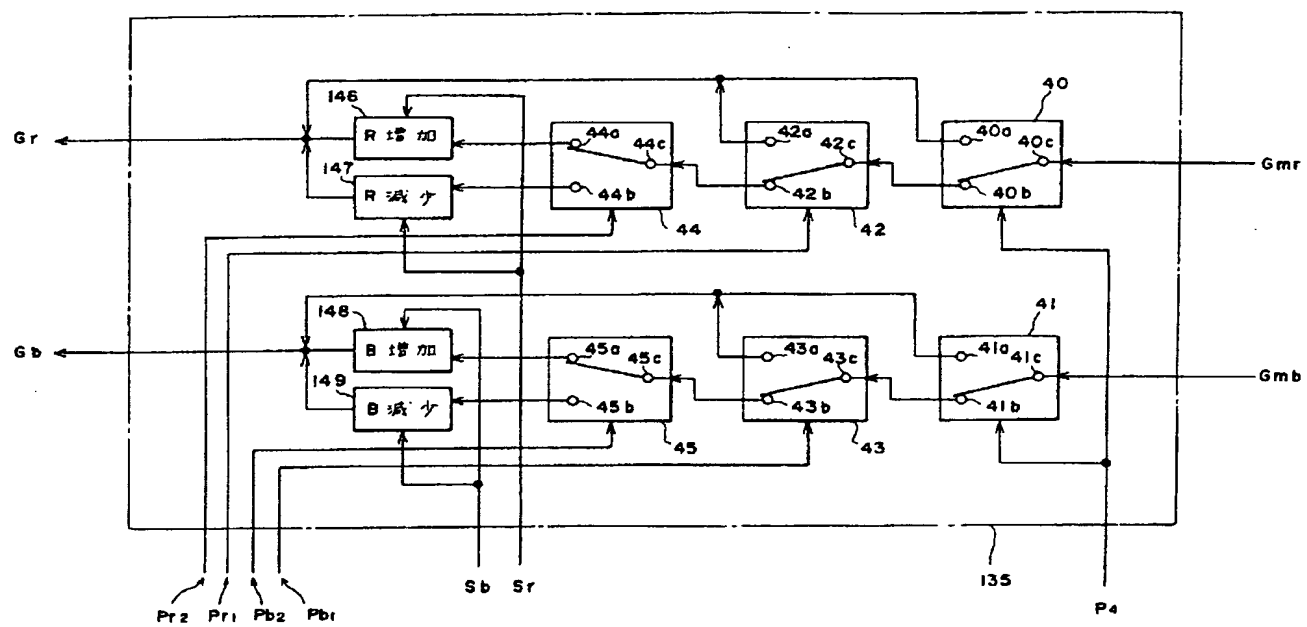 146
40
Gr
R 増加
44a
44c
42a
42c
40a
40c
Gmr
147
R 減少
44b
42b
40b
44
42
148
41
Gb
B 増加
45a
45c
43a
43c
41a
41c
Gmb
149
B 減少
45b
43b
41b
45
43
Sb
Sr
135
Pr2
Pr1
Pb2
Pb1
P4